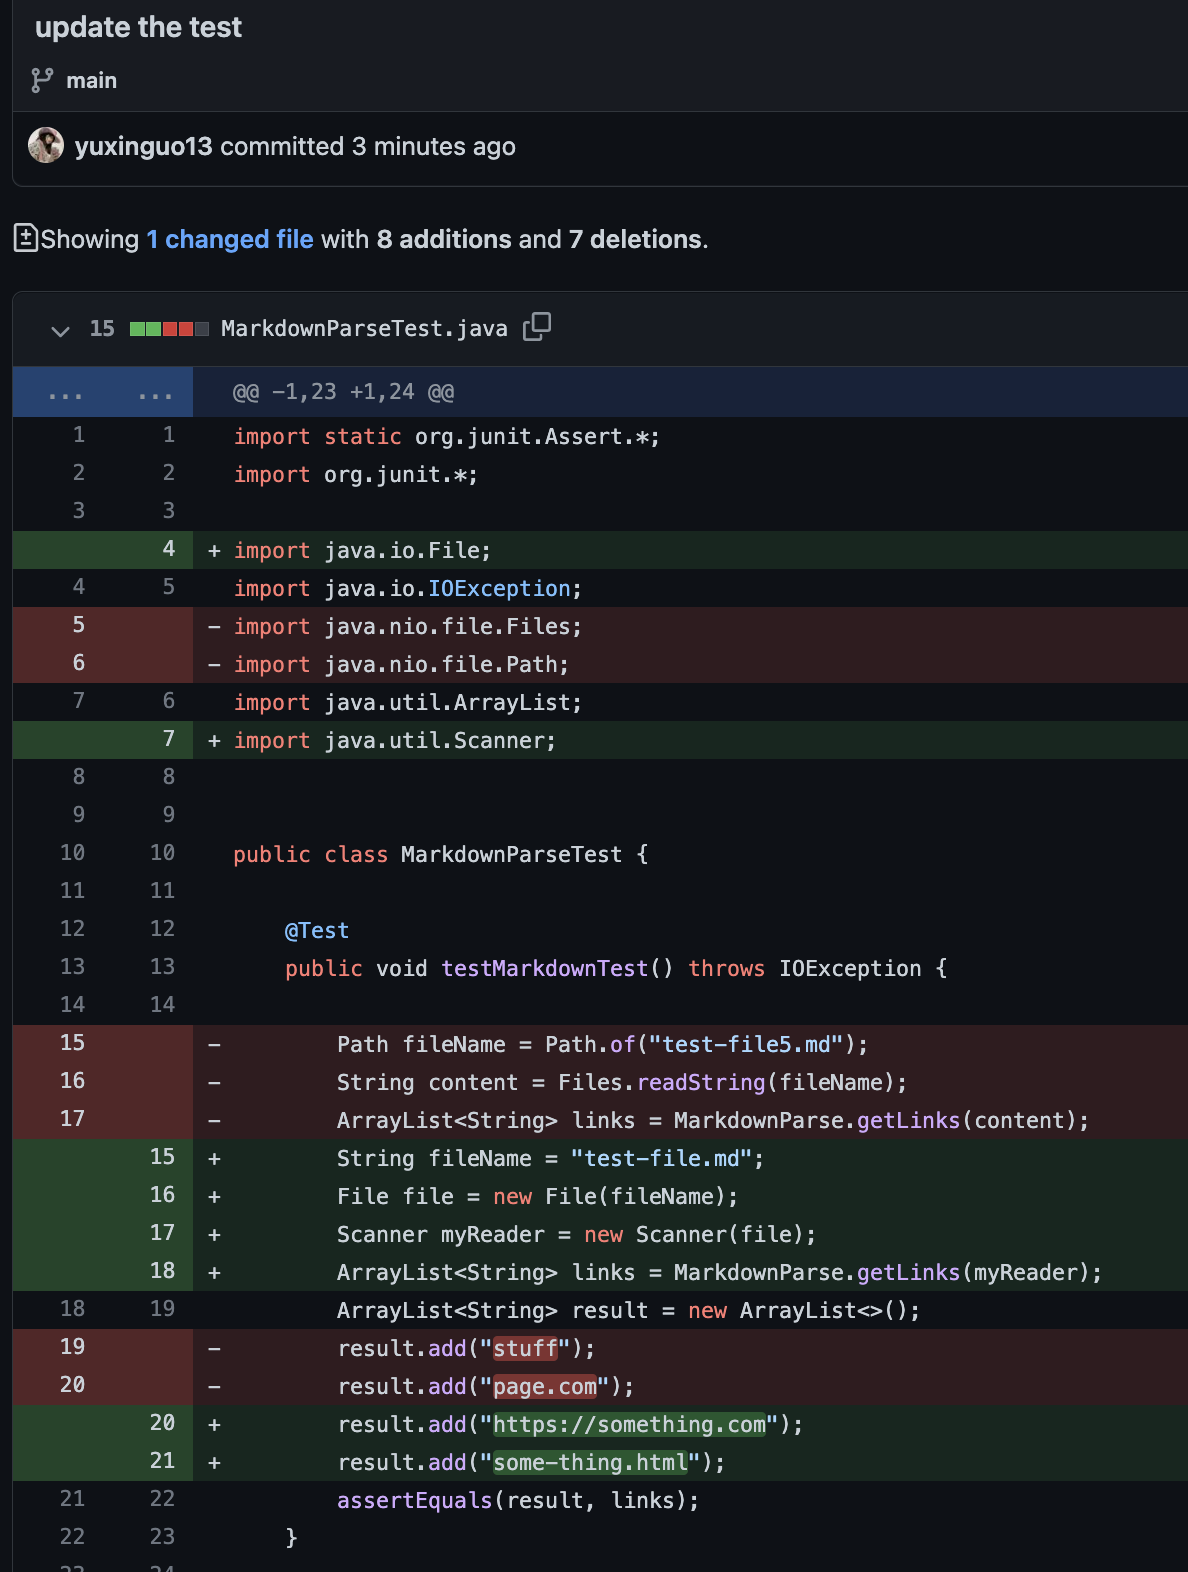 update the test
main
yuxinguo13 committed 3 minutes ago
Showing 1 changed file with 8 additions and 7 deletions.
15 MarkdownParseTest.java
... ... @@ -1,23 +1,24 @@
1 1 import static org.junit.Assert.*;
2 2 import org.junit.*;
3 3
4 + import java.io.File;
4 5 import java.io.IOException;
5 - import java.nio.file.Files;
6 - import java.nio.file.Path;
7 6 import java.util.ArrayList;
7 + import java.util.Scanner;
8 8
9 9
10 10 public class MarkdownParseTest {
11 11
12 12 @Test
13 13 public void testMarkdownTest() throws IOException {
14 14
15 - Path fileName = Path.of("test-file5.md");
16 - String content = Files.readString(fileName);
17 - ArrayList<String> links = MarkdownParse.getLinks(content);
15 + String fileName = "test-file.md";
16 + File file = new File(fileName);
17 + Scanner myReader = new Scanner(file);
18 + ArrayList<String> links = MarkdownParse.getLinks(myReader);
18 19 ArrayList<String> result = new ArrayList<>();
19 - result.add("stuff");
20 - result.add("page.com");
20 + result.add("https://something.com");
21 + result.add("some-thing.html");
21 22 assertEquals(result, links);
22 23 }
23 24